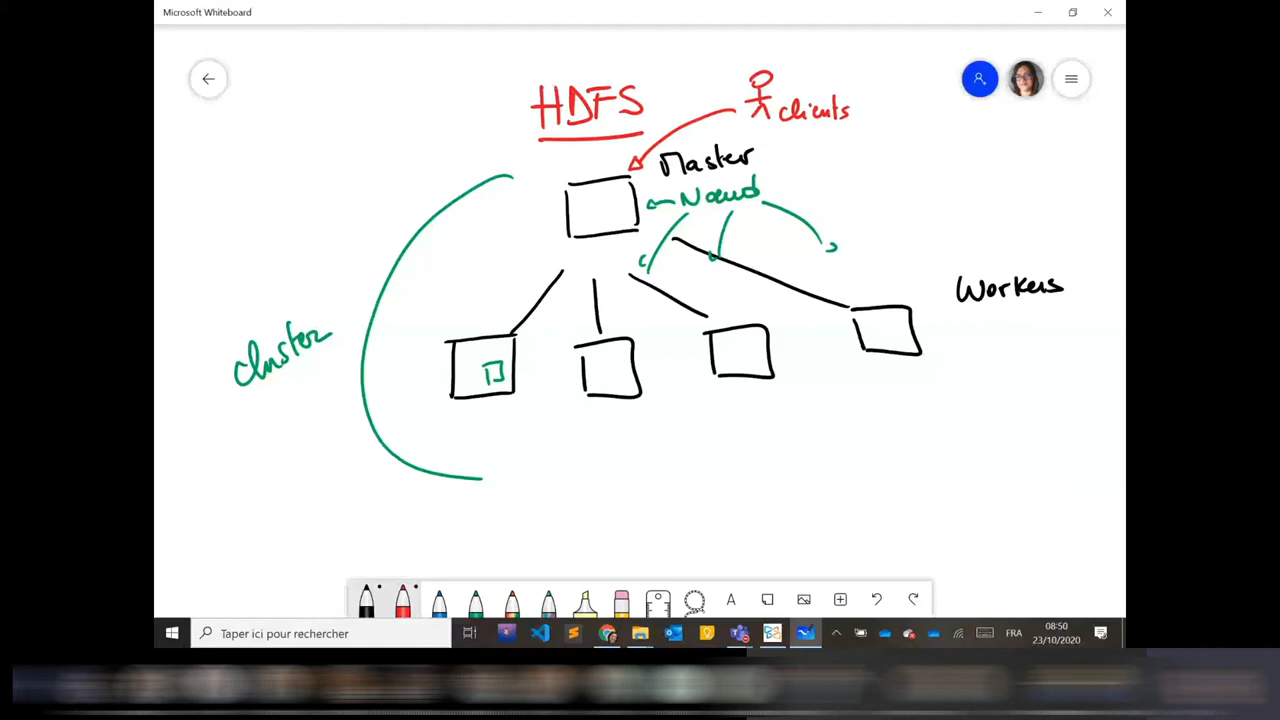 Microsoft Whiteboard
HDFS
clients
Master
Noeud
Workers
cluster
A
Taper ici pour rechercher
FRA
08:50
23/10/2020